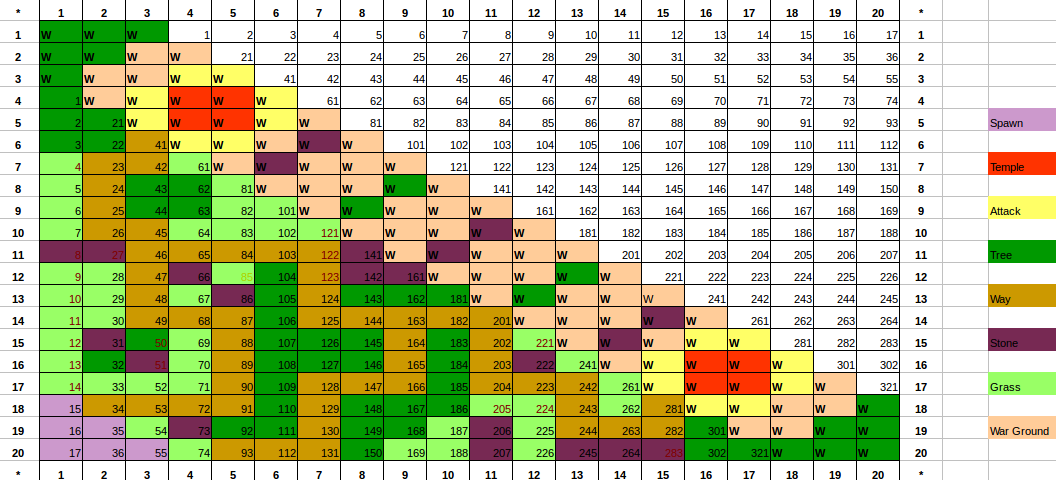 * 1 2 3 4 5 6 7 8 9 10 11 12 13 14 15 16 17 18 19 20 *
1 W W W 1 2 3 4 5 6 7 8 9 10 11 12 13 14 15 16 17 1
2 W W W W 21 22 23 24 25 26 27 28 29 30 31 32 33 34 35 36 2
3 W W W W W 41 42 43 44 45 46 47 48 49 50 51 52 53 54 55 3
4 1 W W W W W 61 62 63 64 65 66 67 68 69 70 71 72 73 74 4
5 2 21 W W W W W 81 82 83 84 85 86 87 88 89 90 91 92 93 5 Spawn
6 3 22 41 W W W W W 101 102 103 104 105 106 107 108 109 110 111 112 6
7 4 23 42 61 W W W W W 121 122 123 124 125 126 127 128 129 130 131 7 Temple
8 5 24 43 62 81 W W W W W 141 142 143 144 145 146 147 148 149 150 8
9 6 25 44 63 82 101 W W W W W 161 162 163 164 165 166 167 168 169 9 Attack
10 7 26 45 64 83 102 121 W W W W W 181 182 183 184 185 186 187 188 10
11 8 27 46 65 84 103 122 141 W W W W W 201 202 203 204 205 206 207 11 Tree
12 9 28 47 66 85 104 123 142 161 W W W W W 221 222 223 224 225 226 12
13 10 29 48 67 86 105 124 143 162 181 W W W W W 241 242 243 244 245 13 Way
14 11 30 49 68 87 106 125 144 163 182 201 W W W W W 261 262 263 264 14
15 12 31 50 69 88 107 126 145 164 183 202 221 W W W W W 281 282 283 15 Stone
16 13 32 51 70 89 108 127 146 165 184 203 222 241 W W W W W 301 302 16
17 14 33 52 71 90 109 128 147 166 185 204 223 242 261 W W W W W 321 17 Grass
18 15 34 53 72 91 110 129 148 167 186 205 224 243 262 281 W W W W W 18
19 16 35 54 73 92 111 130 149 168 187 206 225 244 263 282 301 W W W W 19 War Ground
20 17 36 55 74 93 112 131 150 169 188 207 226 245 264 283 302 321 W W W 20
* 1 2 3 4 5 6 7 8 9 10 11 12 13 14 15 16 17 18 19 20 *